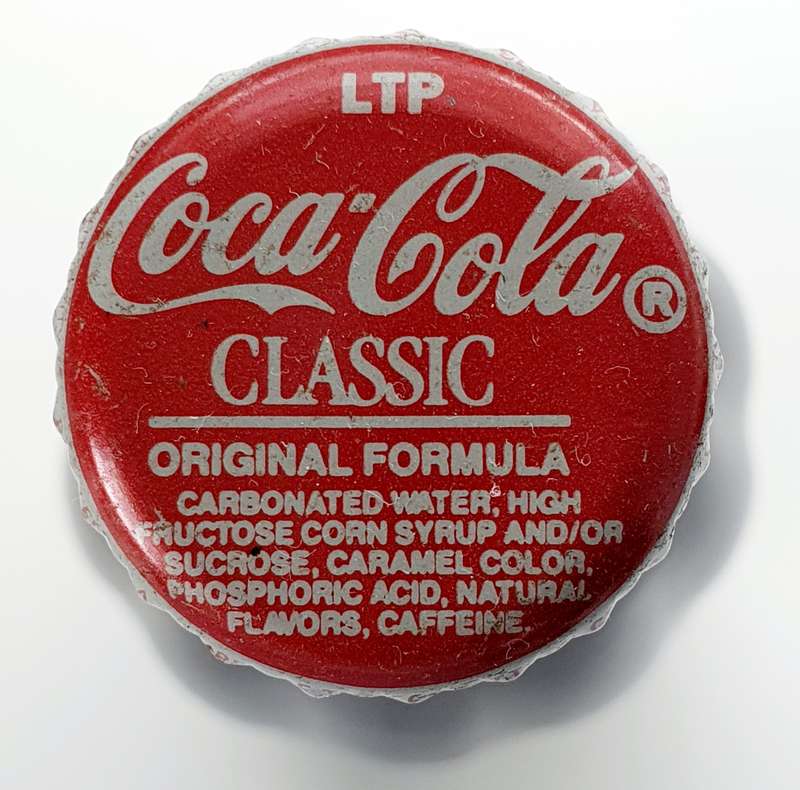 LTP
Coca-Cola ®
CLASSIC
ORIGINAL FORMULA
CARBONATED WATER, HIGH
FRUCTOSE CORN SYRUP AND/OR
SUCROSE, CARAMEL COLOR,
PHOSPHORIC ACID, NATURAL
FLAVORS, CAFFEINE.